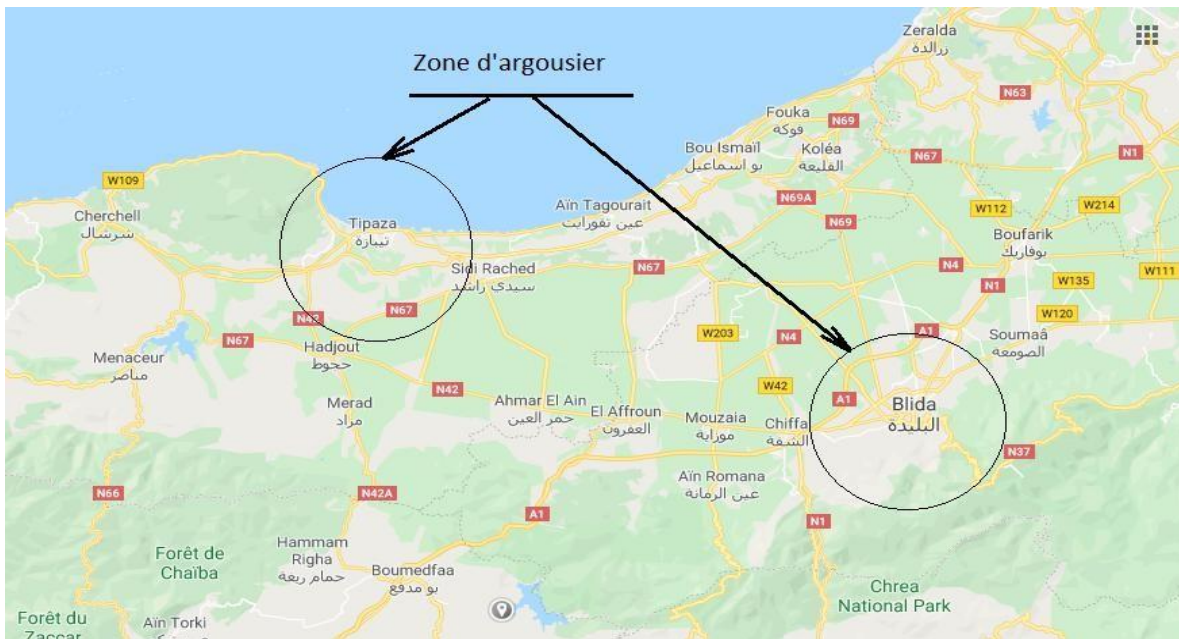 Zeralda
زرالدة
Zone d'argousier
N63
Fouka
فوكة
N69
Bou Ismaïl
بو اسماعيل
Koléa
القليعة
N67
N1
W109
N69A
Aïn Tagourait
عين تقورايت
W112
W214
Cherchell
شرشال
Tipaza
تيبازة
N69
Boufarik
بوفاريك
Sidi Rached
سيدي راشد
N67
N4
W111
N1
W135
N67
N42
W120
W203
N4
A1
Soumaâ
الصومعة
N67
Hadjout
حجوط
Menaceur
مناصر
N42
W42
Merad
مراد
Ahmar El Ain
حمر العين
El Affroun
العفرون
Mouzaia
موزاية
Chiffa
الشفة
A1
Blida
البليدة
N37
Aïn Romana
عين الرمانة
N66
N42A
A1
N1
Hammam
Righa
حمام ريغة
Forêt de
Chaïba
Boumedfaa
بو مدفع
Chrea
National Park
Forêt du
Zaccar
Aïn Torki